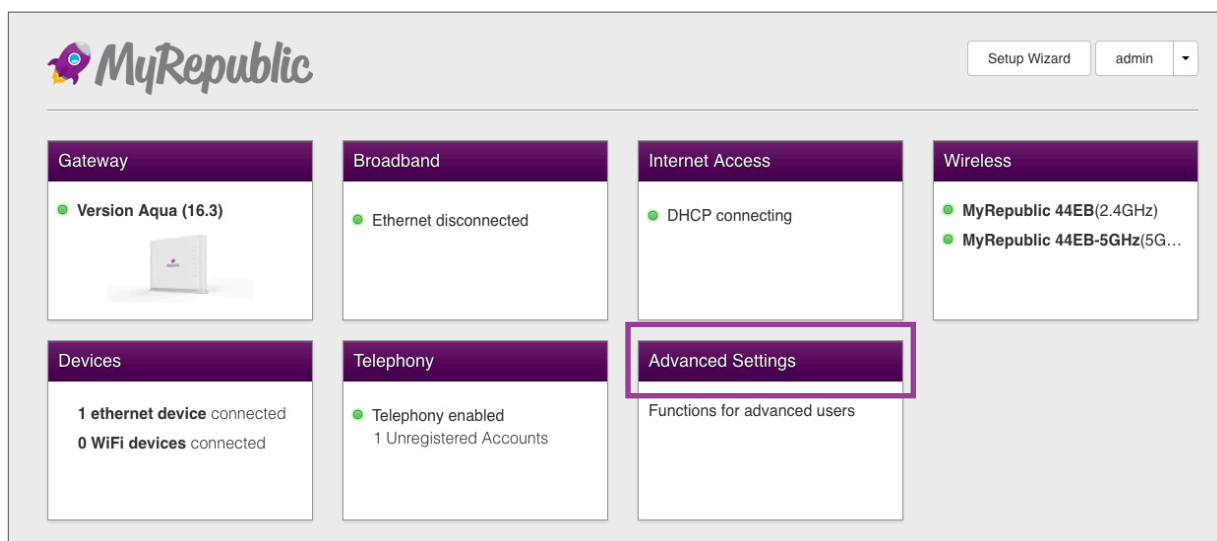 MyRepublic
Setup Wizard
admin
Gateway
Version Aqua (16.3)
Broadband
Ethernet disconnected
Internet Access
DHCP connecting
Wireless
MyRepublic 44EB(2.4GHz)
MyRepublic 44EB-5GHz(5G...
Devices
1 ethernet device connected
0 WiFi devices connected
Telephony
Telephony enabled
1 Unregistered Accounts
Advanced Settings
Functions for advanced users